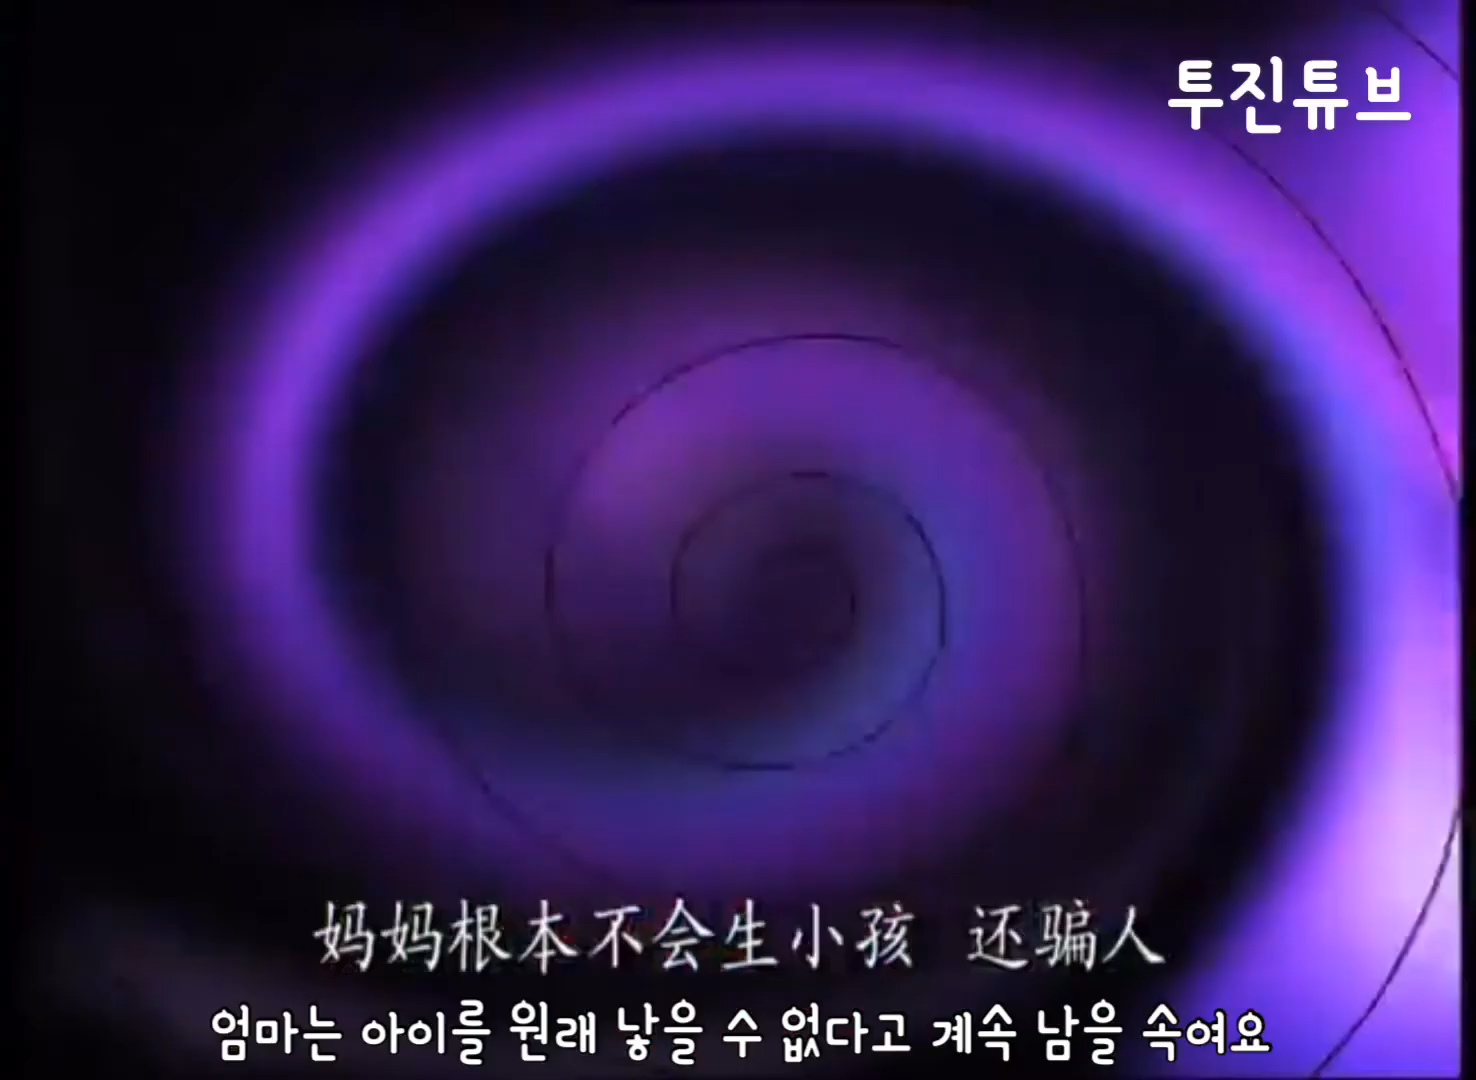 투진튜브
妈妈根本不会生小孩 还骗人
엄마는 아이를 원래 낳을 수 없다고 계속 남을 속여요